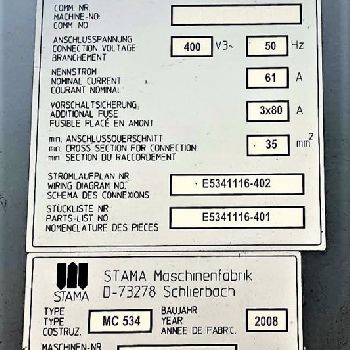 COMM NR.
MACHINE-NO:
COMM NO:
ANSCHLUSSPANNUNG
CONNECTION VOLTAGE 400 V3~ 50 Hz
BRANCHEMENT
NENNSTROM
NOMINAL CURRENT 61 A
COURANT NOMINAL
VORSCHALTSICHERUNG
ADDITIONAL FUSE 3x80 A
FUSIBLE PLACÉ EN AMONT
min. ANSCHLUSSQUERSCHNITT
min. CROSS SECTION FOR CONNECTION 35 mm²
min. SECTION DU RACCORDEMENT
STROMLAUFPLAN NR
WIRING DIAGRAM NO. E5341116-402
SCHEMA DES CONNEXIONS
STÜCKLISTE NR
PARTS-LIST NO E5341116-401
NOMENCLATURE DES PIÈCES
STAMA Maschinenfabrik
STAMA D-73278 Schlierbach
TYPE BAUJAHR
TYPE MC 534 YEAR 2008
COSTRUZ. ANNEE DE FABRIC.
MASCHINEN-NR